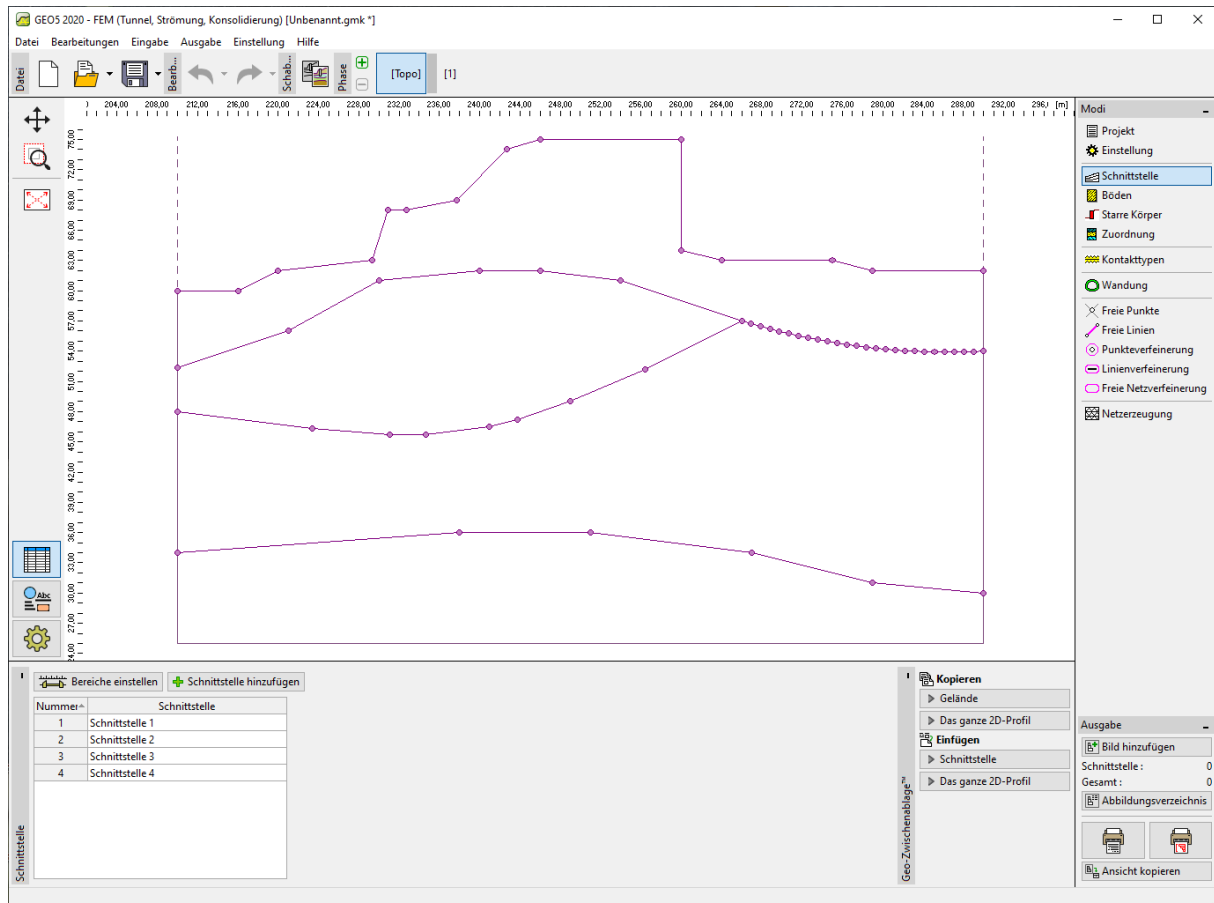 GEO5 2020 - FEM (Tunnel, Strömung, Konsolidierung) [Unbenannt.gmk *]
Datei Bearbeitungen Eingabe Ausgabe Einstellung Hilfe
Datei
Bearb...
Schab...
Phase
[Topo]
[1]
204,00 208,00 212,00 216,00 220,00 224,00 228,00 232,00 236,00 240,00 244,00 248,00 252,00 256,00 260,00 264,00 268,00 272,00 276,00 280,00 284,00 288,00 292,00 [m]
75,00
72,00
69,00
66,00
63,00
60,00
57,00
54,00
51,00
48,00
45,00
42,00
39,00
36,00
33,00
30,00
27,00
24,00
Abc
Modi
Projekt
Einstellung
Schnittstelle
Böden
Starre Körper
Zuordnung
Kontakttypen
Wandung
Freie Punkte
Freie Linien
Punkteverfeinerung
Linienverfeinerung
Freie Netzverfeinerung
Netzerzeugung
Schnittstelle
Bereiche einstellen
Schnittstelle hinzufügen
Nummer Schnittstelle
1 Schnittstelle 1
2 Schnittstelle 2
3 Schnittstelle 3
4 Schnittstelle 4
Geo-Zwischenablage™
Kopieren
Gelände
Das ganze 2D-Profil
Einfügen
Schnittstelle
Das ganze 2D-Profil
Ausgabe
Bild hinzufügen
Schnittstelle : 0
Gesamt : 0
Abbildungsverzeichnis
Ansicht kopieren